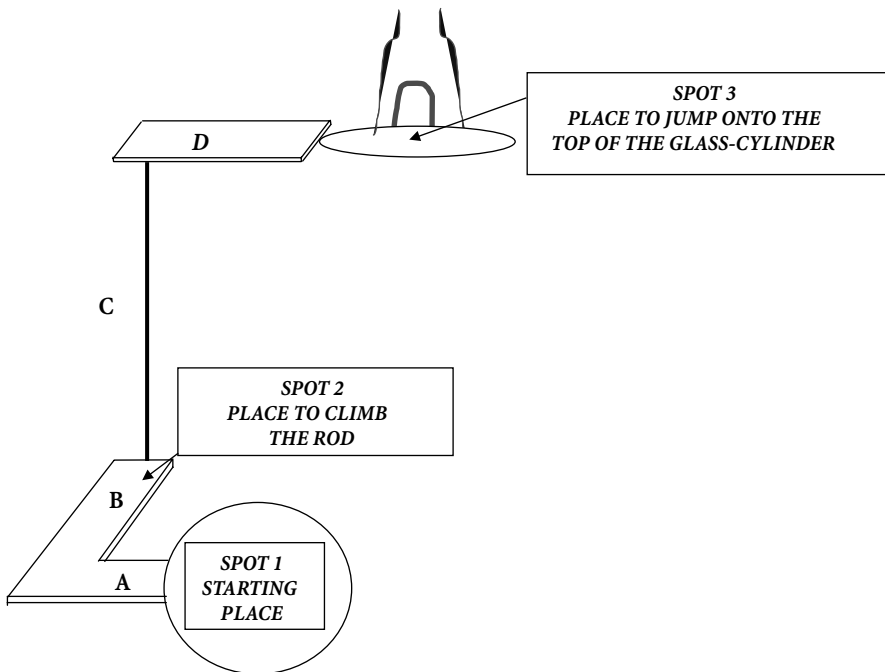 SPOT 3
PLACE TO JUMP ONTO THE
TOP OF THE GLASS-CYLINDER
D
C
SPOT 2
PLACE TO CLIMB
THE ROD
B
A
SPOT 1
STARTING
PLACE